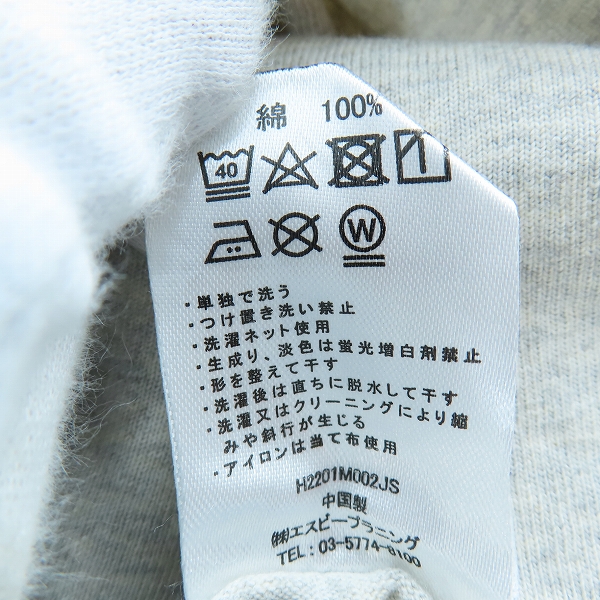 綿 100%
40
W
・単独で洗う
・つけ置き洗い禁止
・洗濯ネット使用
・生成り、淡色は蛍光増白剤禁止
・形を整えて干す
・洗濯後は直ちに脱水して干す
・洗濯又はクリーニングにより縮
みや斜行が生じる
・アイロンは当て布使用
H2201M002JS
中国製
㈱エスピープラニング
TEL : 03-5774-6100